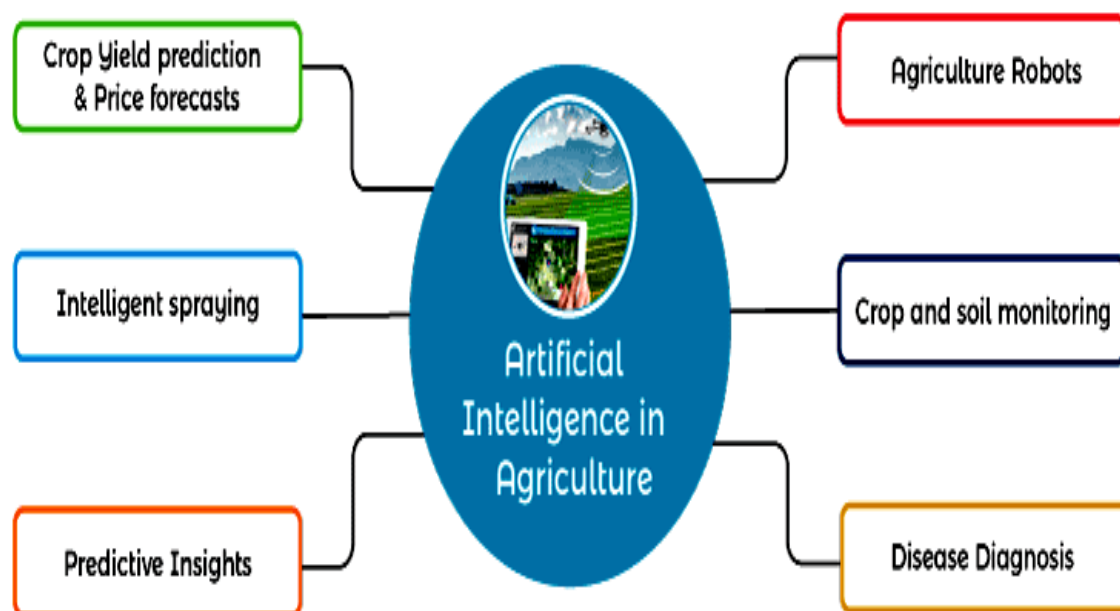 Crop Yield prediction
& Price forecasts
Agriculture Robots
Intelligent spraying
Crop and soil monitoring
Artificial
Intelligence in
Agriculture
Predictive Insights
Disease Diagnosis